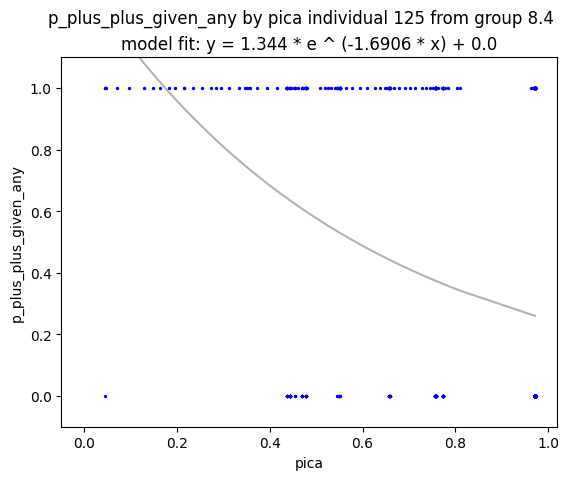 p_plus_plus_given_any by pica individual 125 from group 8.4
model fit: y = 1.344 * e ^ (-1.6906 * x) + 0.0
p_plus_plus_given_any
1.0
0.8
0.6
0.4
0.2
0.0
0.0 0.2 0.4 0.6 0.8 1.0
pica